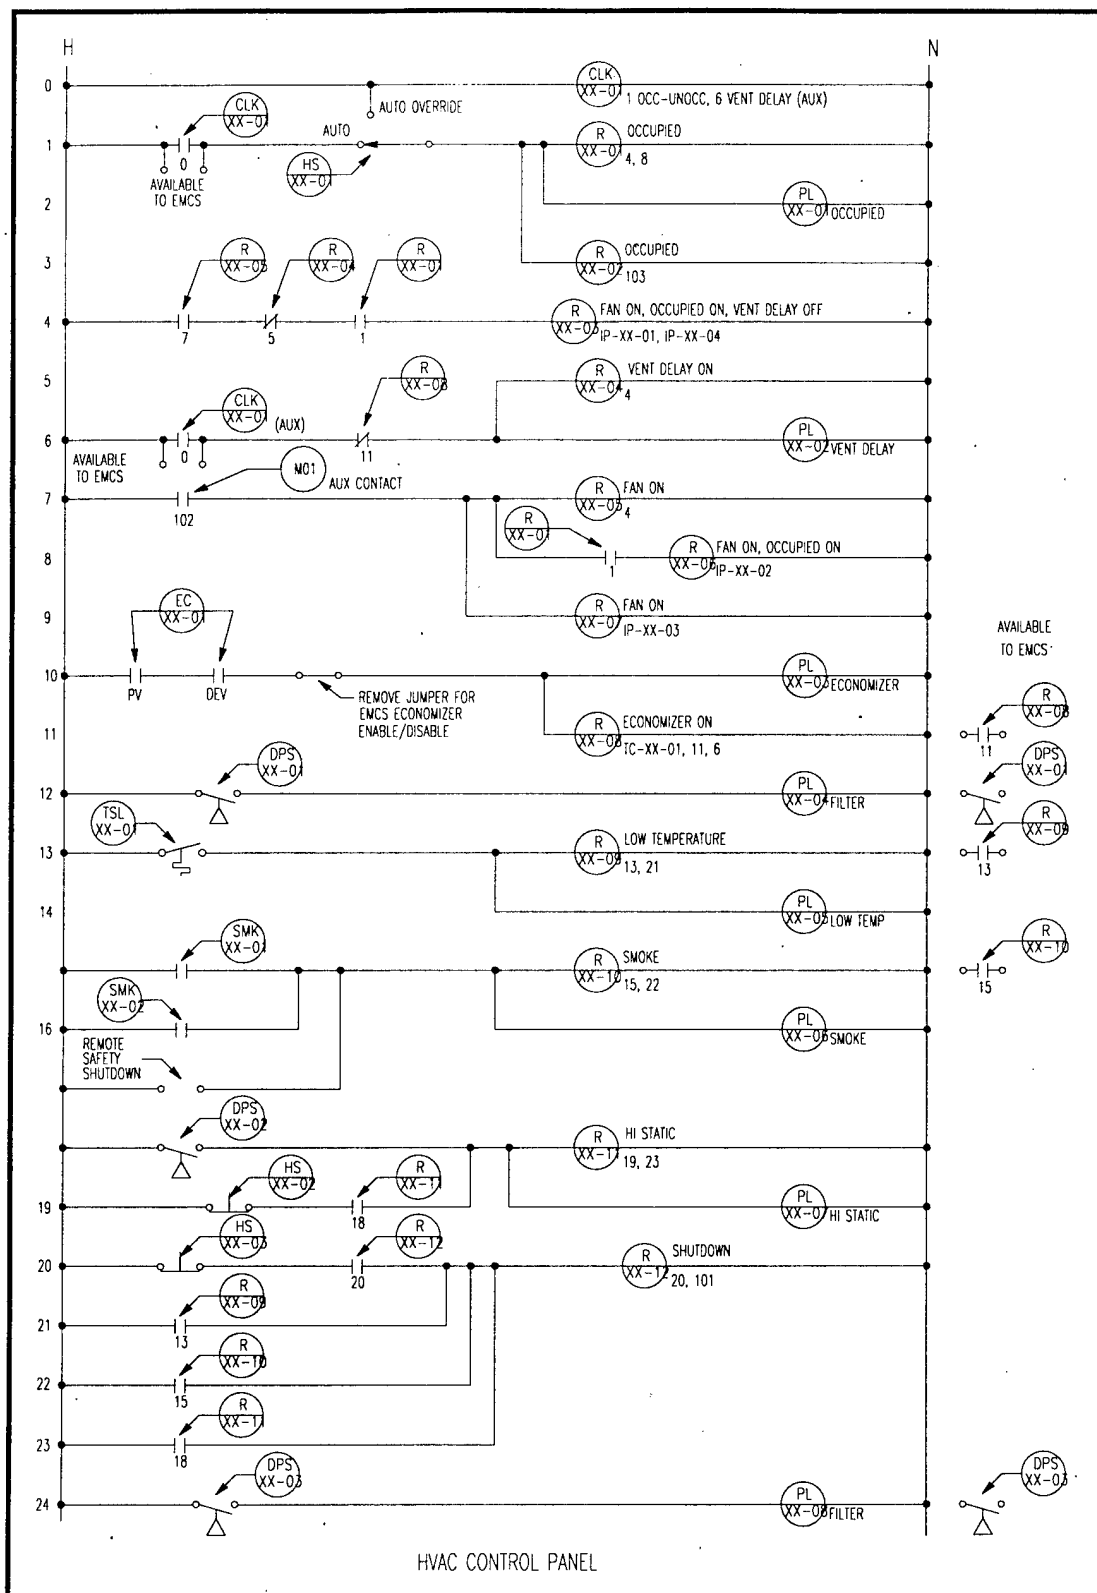 H N
0 CLK
XX-01 1 OCC-UNOCC, 6 VENT DELAY (AUX)
AUTO OVERRIDE
CLK
XX-01
1 AUTO R OCCUPIED
XX-01 4, 8
0
HS
XX-01
AVAILABLE
TO EMCS
2 PL
XX-01 OCCUPIED
3 R
XX-05 R
XX-04 R
XX-01 R OCCUPIED
XX-02 103
4 R FAN ON, OCCUPIED ON, VENT DELAY OFF
7 5 1 XX-03 IP-XX-01, IP-XX-04
5 R VENT DELAY ON
XX-04 4
R
XX-08
CLK
XX-01 (AUX)
6 0 11 PL
XX-02 VENT DELAY
AVAILABLE
TO EMCS
M01 AUX CONTACT
7 102 R FAN ON
XX-05 4
R
XX-01
8 1 R FAN ON, OCCUPIED ON
XX-06 IP-XX-02
9 EC
XX-01 R FAN ON
XX-07 IP-XX-03
AVAILABLE
TO EMCS
10 PV DEV PL
XX-03 ECONOMIZER
REMOVE JUMPER FOR
EMCS ECONOMIZER
ENABLE/DISABLE
11 R ECONOMIZER ON
XX-08 TC-XX-01, 11, 6
R
XX-08
11
12 DPS
XX-01 PL
XX-04 FILTER
DPS
XX-01
13 TSL
XX-01 R LOW TEMPERATURE
XX-09 13, 21
R
XX-09
13
14 PL
XX-05 LOW TEMP
SMK
XX-01 R SMOKE
XX-10 15, 22
R
XX-10
15
16 SMK
XX-02 PL
XX-06 SMOKE
REMOTE
SAFETY
SHUTDOWN
DPS
XX-02 R HI STATIC
XX-11 19, 23
19 HS
XX-02 R
XX-11
18 PL
XX-07 HI STATIC
20 HS
XX-03 R
XX-12
20 R SHUTDOWN
XX-12 20, 101
21 R
XX-09
13
22 R
XX-10
15
23 R
XX-11
18
24 DPS
XX-03 PL
XX-08 FILTER
DPS
XX-03
HVAC CONTROL PANEL